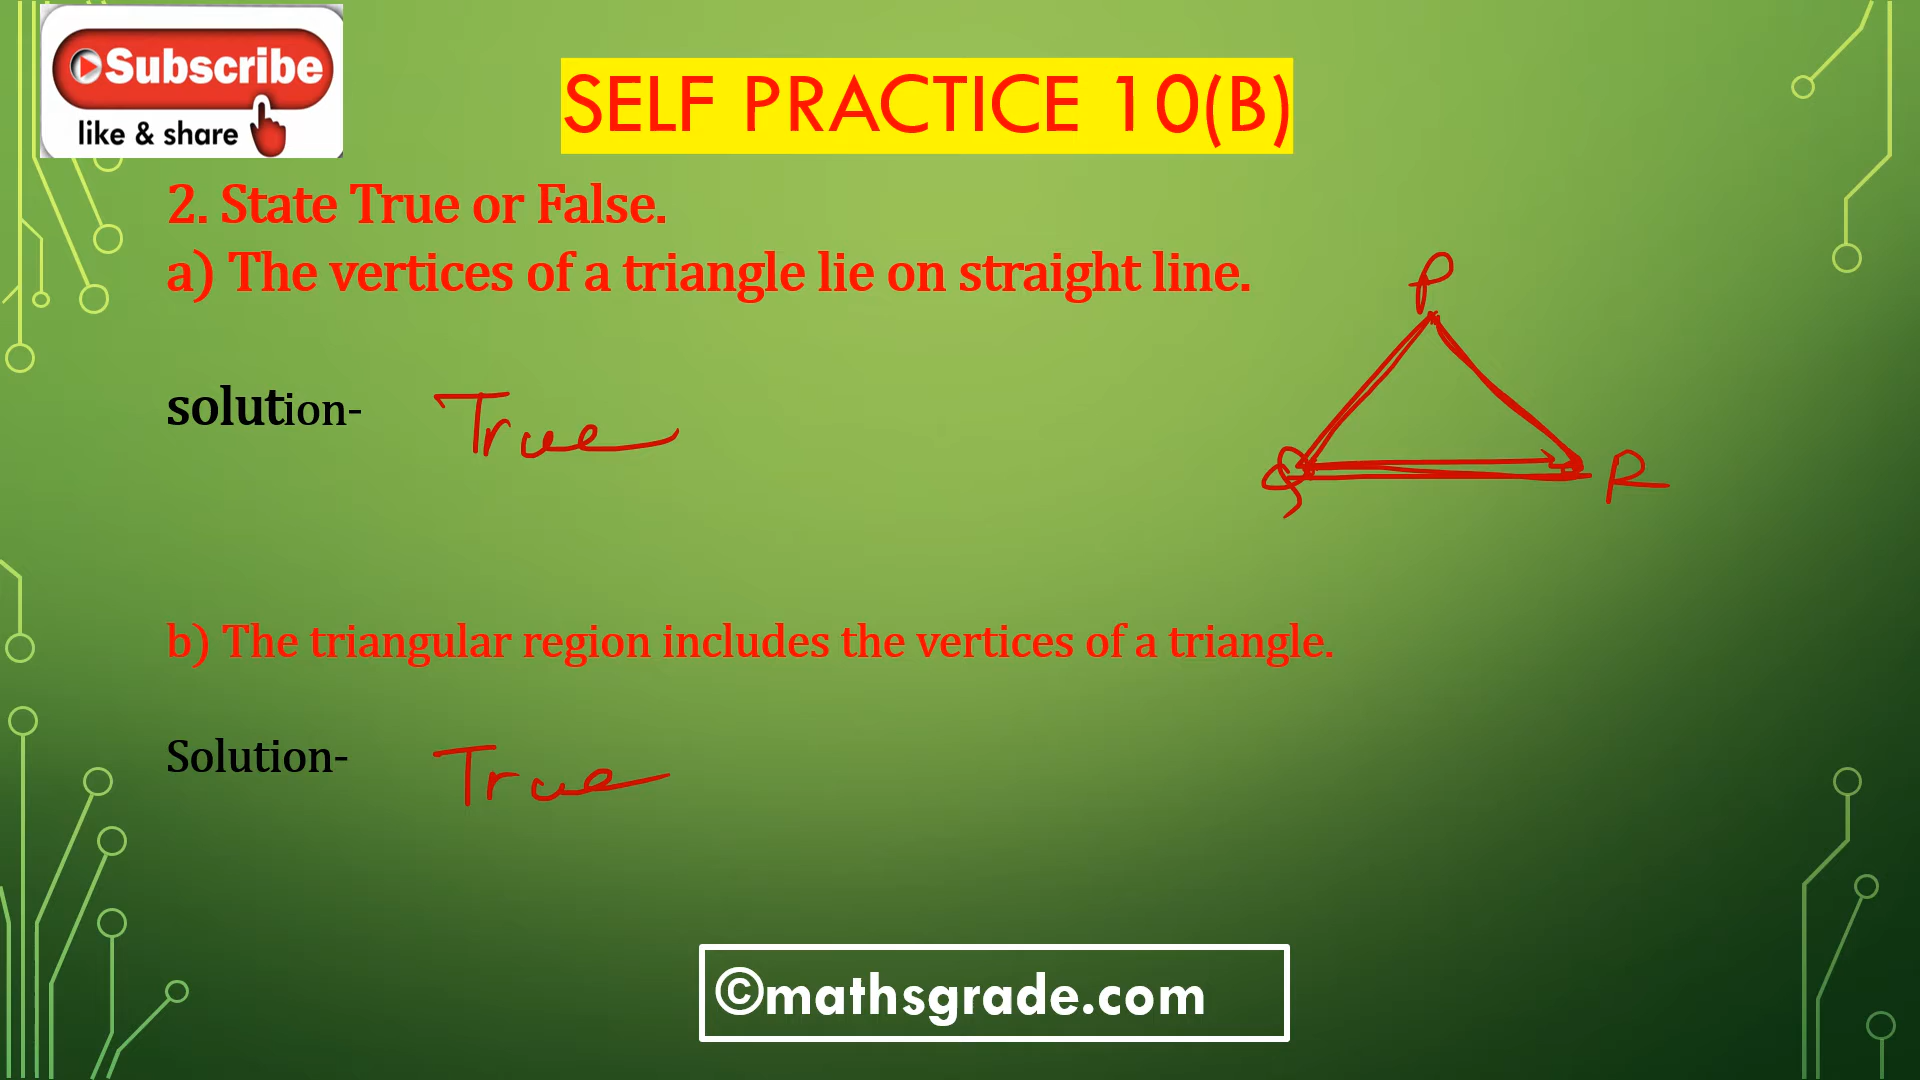 Subscribe
like & share
SELF PRACTICE 10(B)
2. State True or False.
a) The vertices of a triangle lie on straight line.
P
solution- True
Q R
b) The triangular region includes the vertices of a triangle.
Solution- True
©mathsgrade.com